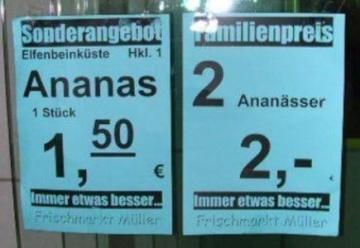 Sonderangebot
Elfenbeinküste Hkl. 1
Ananas
1 Stück
1,50 €
Immer etwas besser...
Frischmarkt Müller
Familienpreis
2 Ananässer
2,-
Immer etwas besser...
Frischmarkt Müller